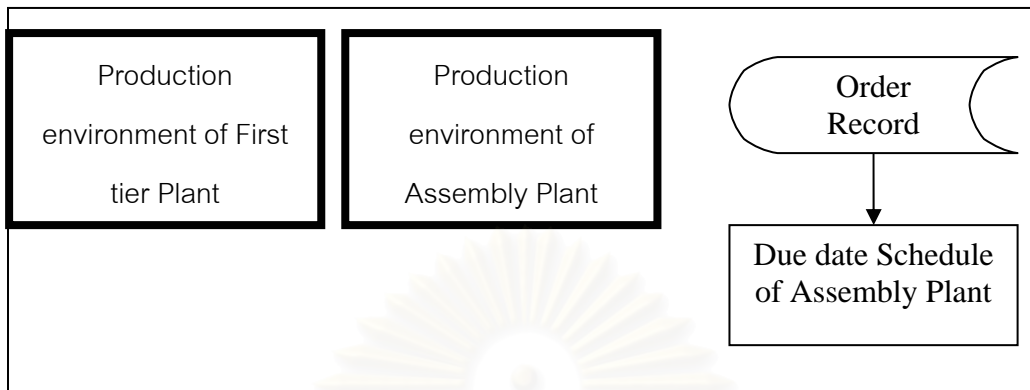 Production
environment of First
tier Plant
Production
environment of
Assembly Plant
Order
Record
Due date Schedule
of Assembly Plant